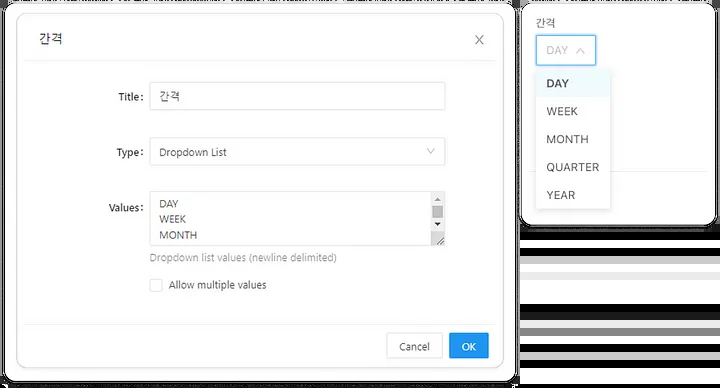 간격
Title:
간격
Type:
Dropdown List
Values:
DAY
WEEK
MONTH
Dropdown list values (newline delimited)
Allow multiple values
Cancel
OK
간격
DAY
DAY
WEEK
MONTH
QUARTER
YEAR